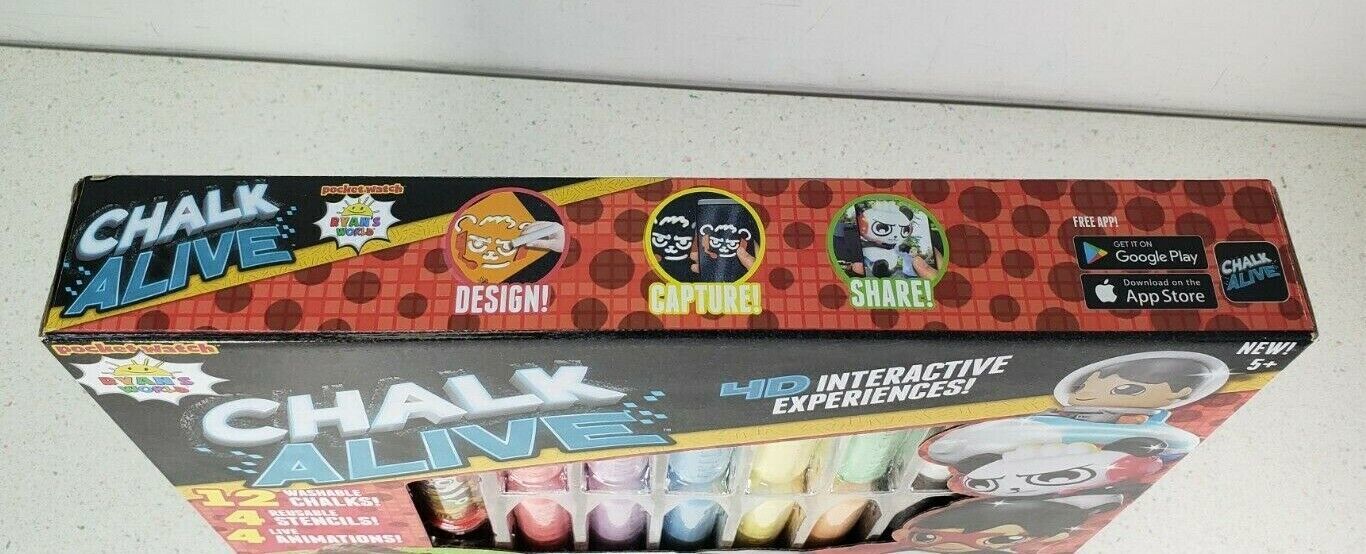 CHALK
ALIVE
pocket.watch
RYAN'S
WORLD
DESIGN!
CAPTURE!
SHARE!
FREE APP!
GET IT ON
Google Play
Download on the
App Store
CHALK
ALIVE
pocket.watch
RYAN'S
WORLD
CHALK
ALIVE™
4D INTERACTIVE
EXPERIENCES!
NEW!
5+
12 WASHABLE
CHALKS!
4 REUSABLE
STENCILS!
4 LIVE
ANIMATIONS!